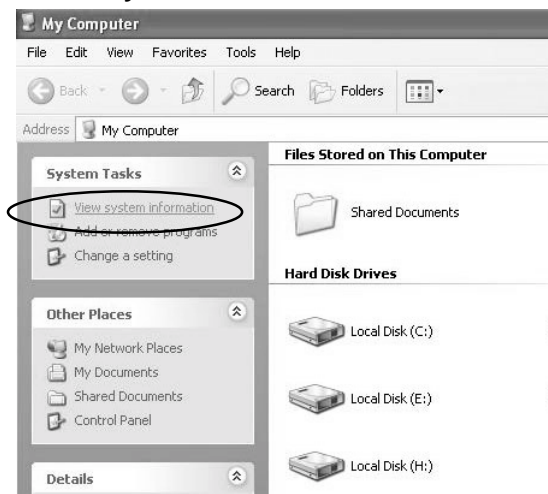 My Computer
File Edit View Favorites Tools Help
Back Search Folders
Address My Computer
System Tasks
View system information
Add or remove programs
Change a setting
Other Places
My Network Places
My Documents
Shared Documents
Control Panel
Details
Files Stored on This Computer
Shared Documents
Hard Disk Drives
Local Disk (C:)
Local Disk (E:)
Local Disk (H:)